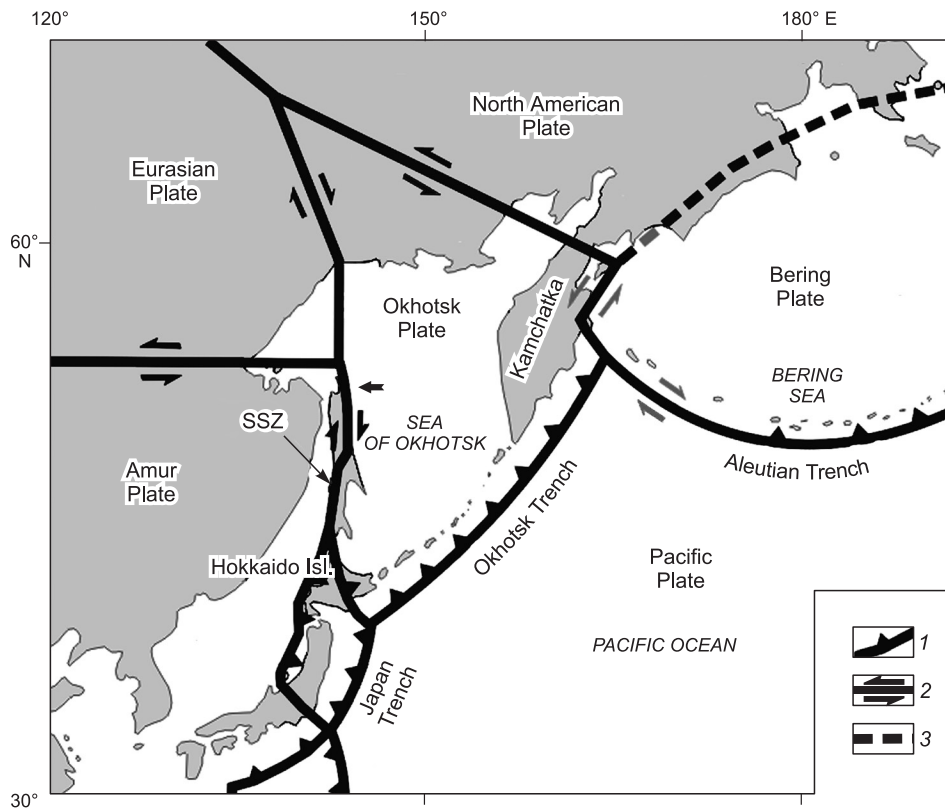 120°
150°
180° E
North American
Plate
Eurasian
Plate
60°
N
Bering
Plate
Okhotsk
Plate
Kamchatka
BERING
SEA
SSZ
SEA
OF OKHOTSK
Amur
Plate
Aleutian Trench
Okhotsk Trench
Hokkaido Isl.
Pacific
Plate
PACIFIC OCEAN
Japan
Trench
1
2
3
30°